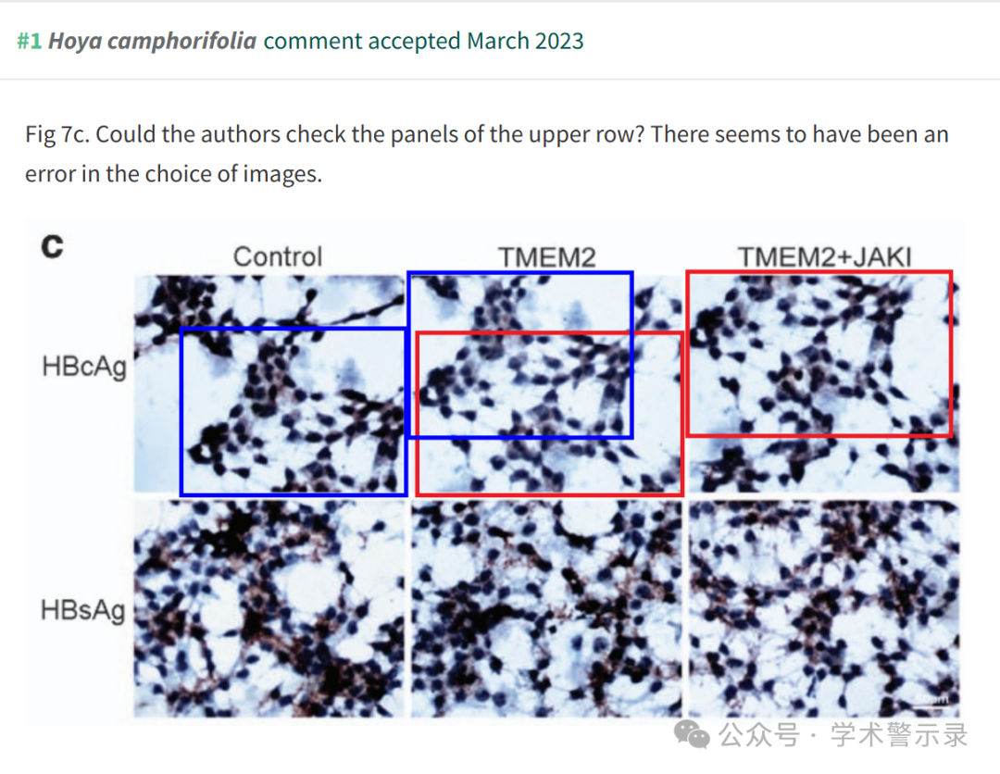 #1 Hoya camphorifolia comment accepted March 2023
Fig 7c. Could the authors check the panels of the upper row? There seems to have been an
error in the choice of images.
C
Control TMEM2 TMEM2+JAKI
HBcAg
HBsAg
公众号 · 学术警示录